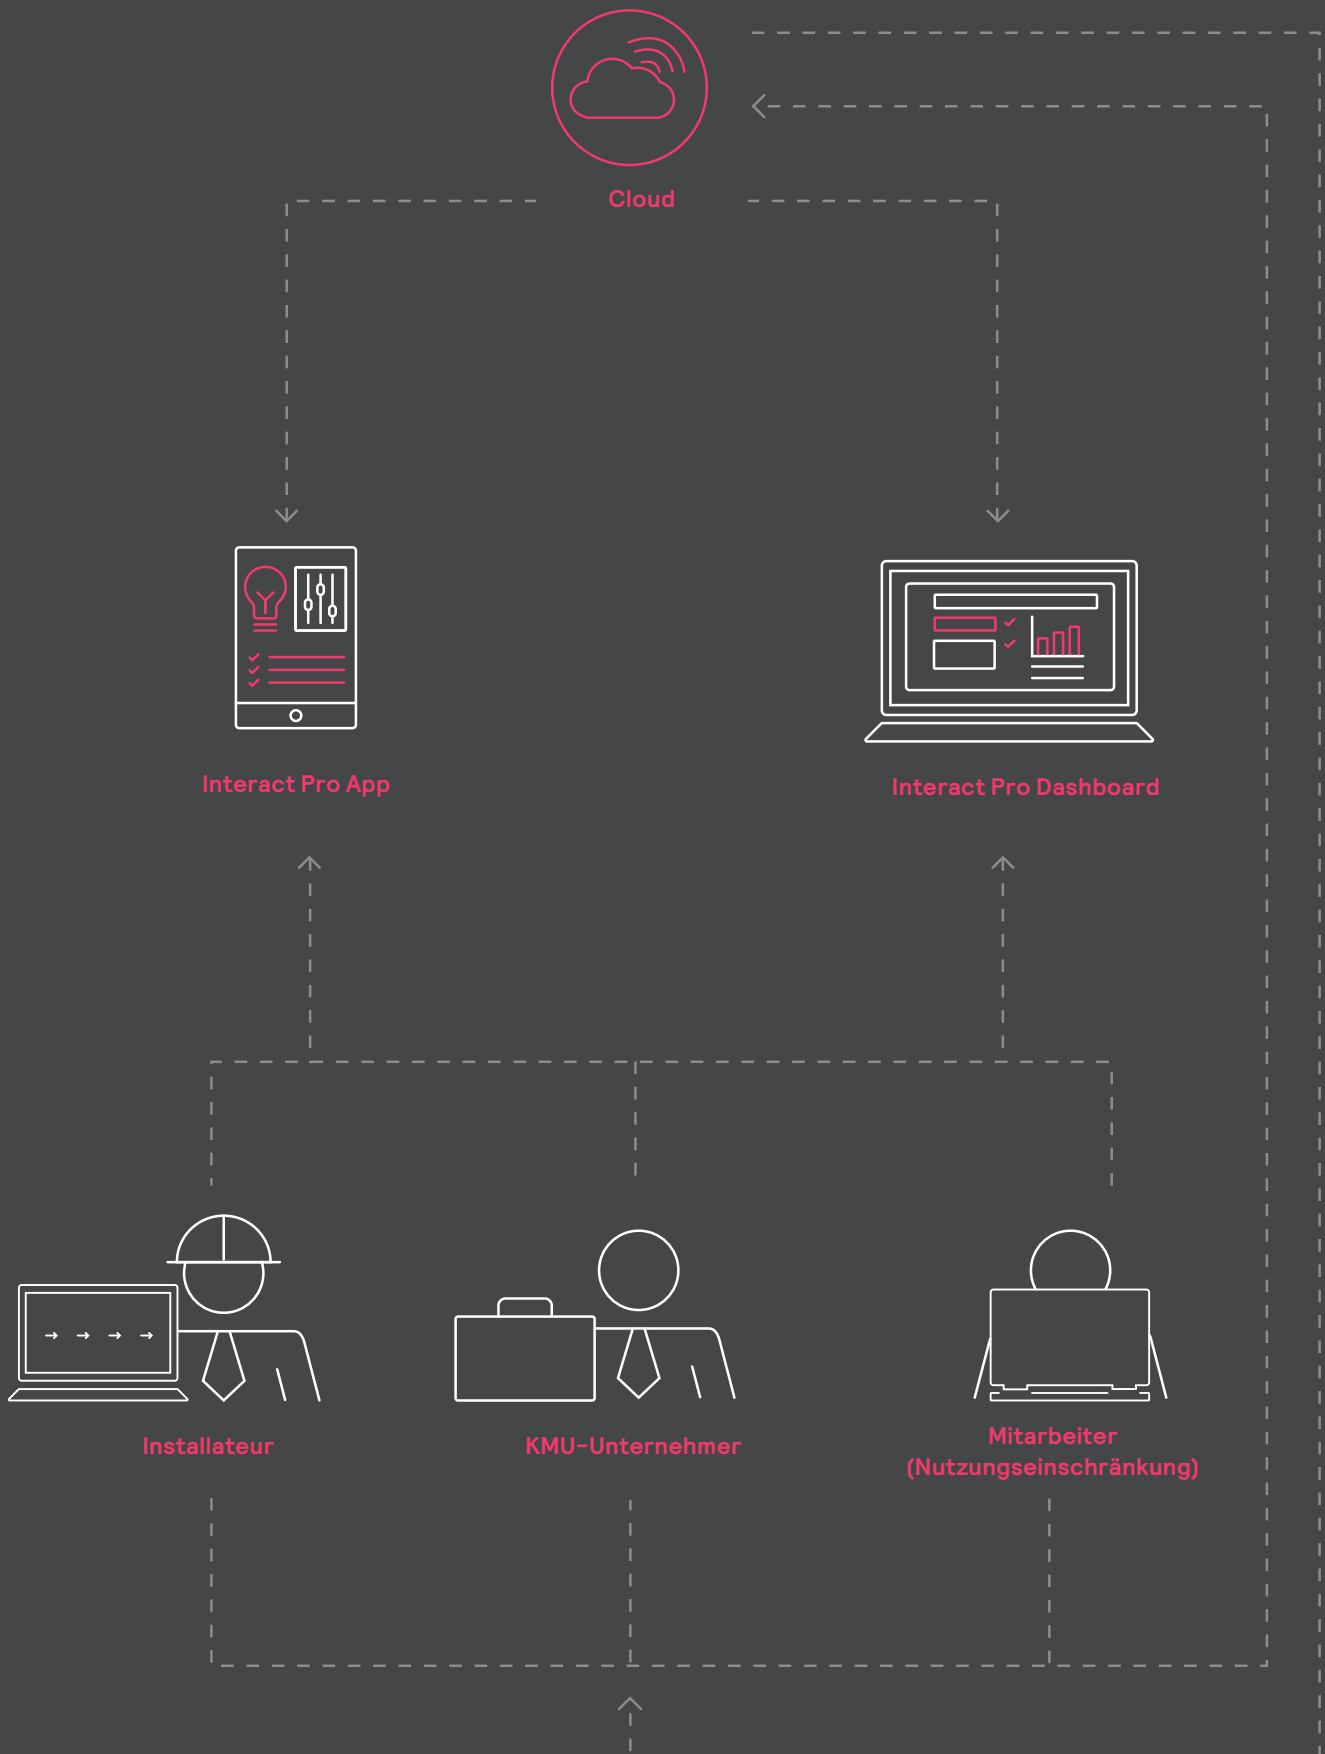 Cloud
Interact Pro App
Interact Pro Dashboard
Installateur
KMU-Unternehmer
Mitarbeiter
(Nutzungseinschränkung)